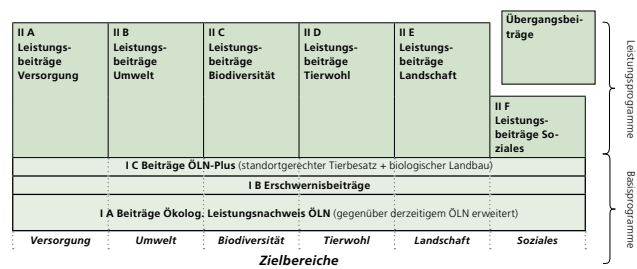 II A
Leistungs-
beiträge
Versorgung
II B
Leistungs-
beiträge
Umwelt
II C
Leistungs-
beiträge
Biodiversität
II D
Leistungs-
beiträge
Tierwohl
II E
Leistungs-
beiträge
Landschaft
Übergangsbei-
träge
II F
Leistungs-
beiträge So-
ziales
Leistungsprogramme
I C Beiträge ÖLN-Plus (standortgerechter Tierbesatz + biologischer Landbau)
I B Erschwernisbeiträge
I A Beiträge Ökolog. Leistungsnachweis ÖLN (gegenüber derzeitigem ÖLN erweitert)
Basisprogramme
Versorgung
Umwelt
Biodiversität
Tierwohl
Landschaft
Soziales
Zielbereiche